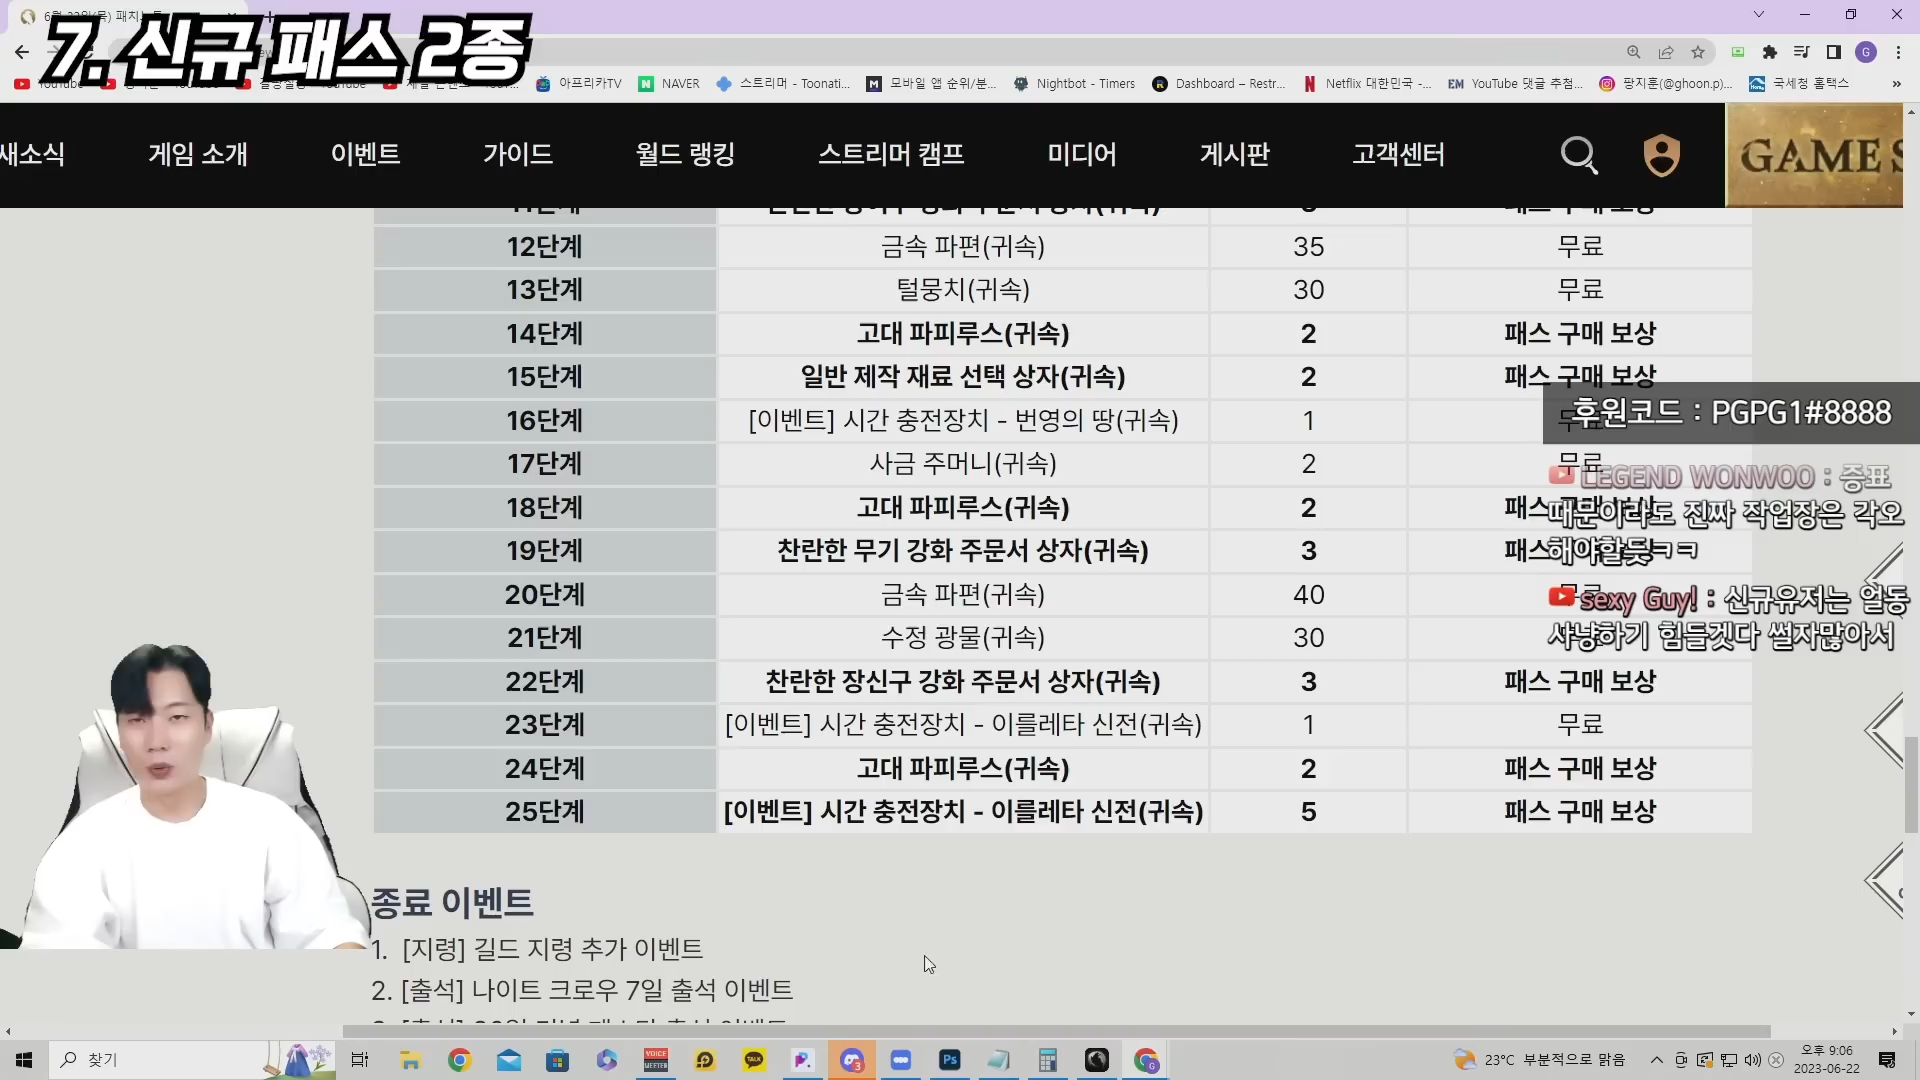 7. 신규 패스 2종
아프리카TV
NAVER
스트리머 - Toonati...
모바일 앱 순위/분...
Nightbot - Timers
Dashboard – Restr...
Netflix 대한민국 -...
YouTube 댓글 추첨...
팡지훈(@ghoon.p)...
국세청 홈택스
새소식 게임 소개 이벤트 가이드 월드 랭킹 스트리머 캠프 미디어 게시판 고객센터
GAME S
12단계 금속 파편(귀속) 35 무료
13단계 털뭉치(귀속) 30 무료
14단계 고대 파피루스(귀속) 2 패스 구매 보상
15단계 일반 제작 재료 선택 상자(귀속) 2 패스 구매 보상
16단계 [이벤트] 시간 충전장치 - 번영의 땅(귀속) 1
17단계 사금 주머니(귀속) 2 무료
18단계 고대 파피루스(귀속) 2
19단계 찬란한 무기 강화 주문서 상자(귀속) 3
20단계 금속 파편(귀속) 40
21단계 수정 광물(귀속) 30
22단계 찬란한 장신구 강화 주문서 상자(귀속) 3 패스 구매 보상
23단계 [이벤트] 시간 충전장치 - 이를레타 신전(귀속) 1 무료
24단계 고대 파피루스(귀속) 2 패스 구매 보상
25단계 [이벤트] 시간 충전장치 - 이를레타 신전(귀속) 5 패스 구매 보상
후원코드 : PGPG1#8888
LEGEND WONWOO : 증표
때문이라도 진짜 작업장은 각오
해야할듯ㅋㅋ
sexy Guy! : 신규유저는 얼동
사냥하기 힘들겟다 썰자많아서
종료 이벤트
1. [지령] 길드 지령 추가 이벤트
2. [출석] 나이트 크로우 7일 출석 이벤트
찾기
23°C 부분적으로 맑음
오후 9:06
2023-06-22